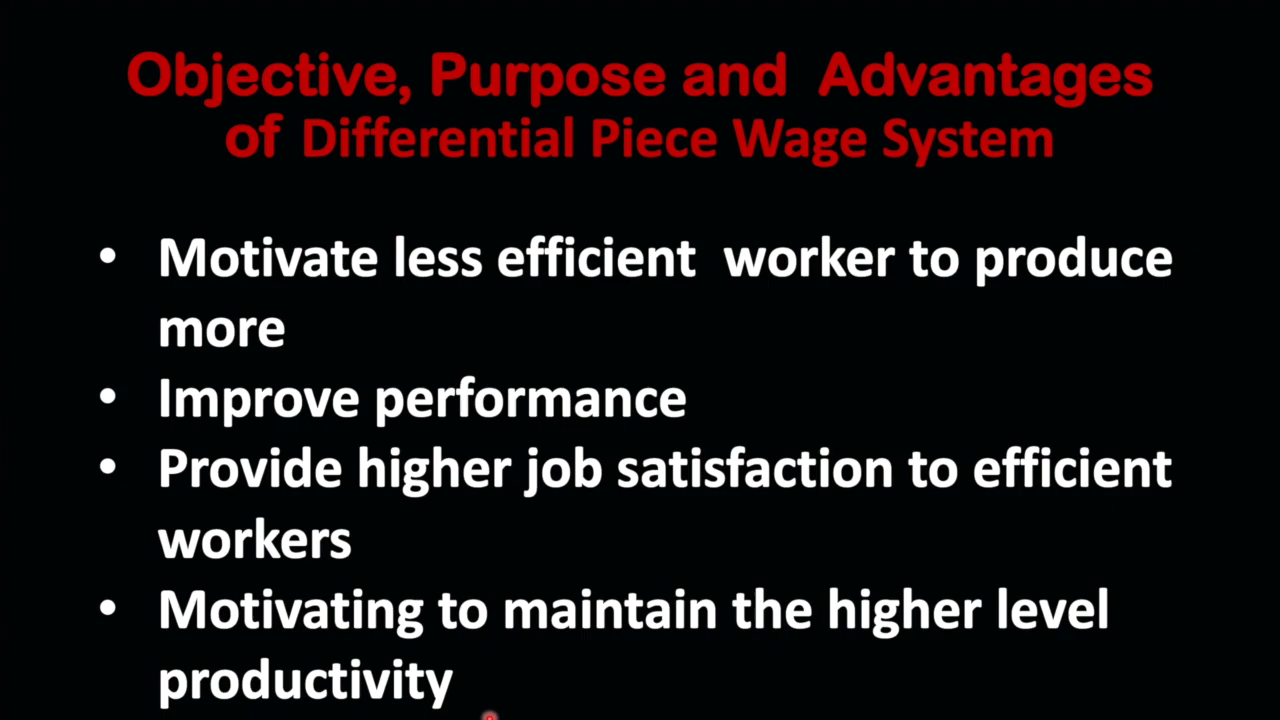 Objective, Purpose and Advantages
of Differential Piece Wage System
• Motivate less efficient worker to produce
more
• Improve performance
• Provide higher job satisfaction to efficient
workers
• Motivating to maintain the higher level
productivity